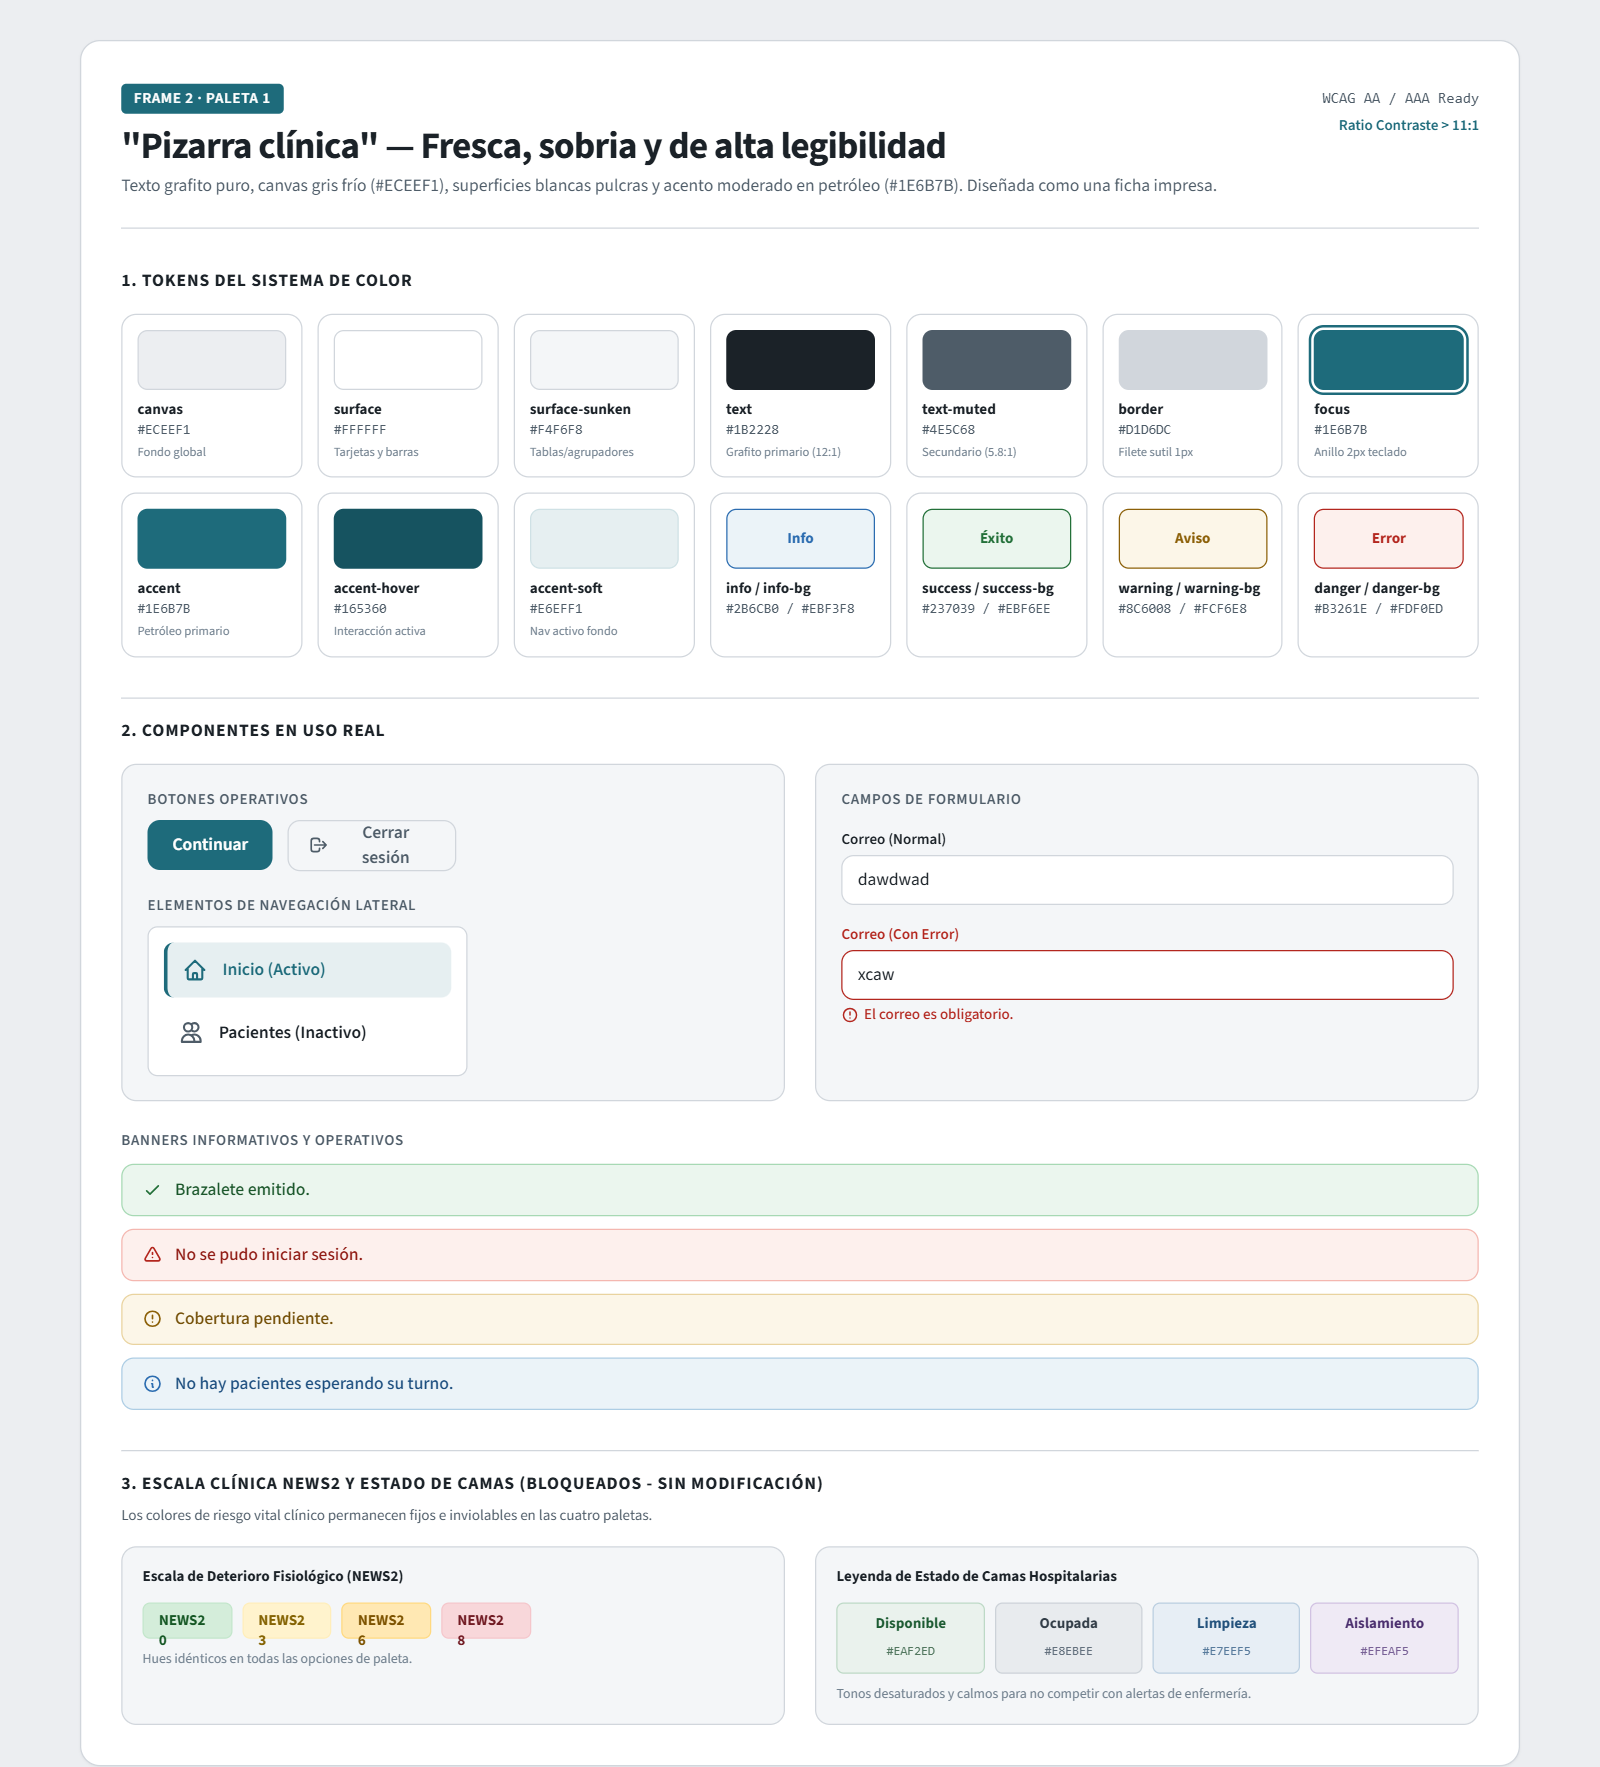 FRAME 2 · PALETA 1
WCAG AA / AAA Ready
Ratio Contraste > 11:1
"Pizarra clínica" — Fresca, sobria y de alta legibilidad
Texto grafito puro, canvas gris frío (#ECEEF1), superficies blancas pulcras y acento moderado en petróleo (#1E6B7B). Diseñada como una ficha impresa.
1. TOKENS DEL SISTEMA DE COLOR
canvas
#ECEEF1
Fondo global
surface
#FFFFFF
Tarjetas y barras
surface-sunken
#F4F6F8
Tablas/agrupadores
text
#1B2228
Grafito primario (12:1)
text-muted
#4E5C68
Secundario (5.8:1)
border
#D1D6DC
Filete sutil 1px
focus
#1E6B7B
Anillo 2px teclado
accent
#1E6B7B
Petróleo primario
accent-hover
#165360
Interacción activa
accent-soft
#E6EFF1
Nav activo fondo
Info
info / info-bg
#2B6CB0 / #EBF3F8
Éxito
success / success-bg
#237039 / #EBF6EE
Aviso
warning / warning-bg
#8C6008 / #FCF6E8
Error
danger / danger-bg
#B3261E / #FDF0ED
2. COMPONENTES EN USO REAL
BOTONES OPERATIVOS
Continuar
Cerrar
sesión
ELEMENTOS DE NAVEGACIÓN LATERAL
Inicio (Activo)
Pacientes (Inactivo)
CAMPOS DE FORMULARIO
Correo (Normal)
dawdwad
Correo (Con Error)
xcaw
El correo es obligatorio.
BANNERS INFORMATIVOS Y OPERATIVOS
Brazalete emitido.
No se pudo iniciar sesión.
Cobertura pendiente.
No hay pacientes esperando su turno.
3. ESCALA CLÍNICA NEWS2 Y ESTADO DE CAMAS (BLOQUEADOS - SIN MODIFICACIÓN)
Los colores de riesgo vital clínico permanecen fijos e inviolables en las cuatro paletas.
Escala de Deterioro Fisiológico (NEWS2)
NEWS2
0
NEWS2
3
NEWS2
6
NEWS2
8
Hues idénticos en todas las opciones de paleta.
Leyenda de Estado de Camas Hospitalarias
Disponible
#EAF2ED
Ocupada
#E8EBEE
Limpieza
#E7EEF5
Aislamiento
#EFEAF5
Tonos desaturados y calmos para no competir con alertas de enfermería.